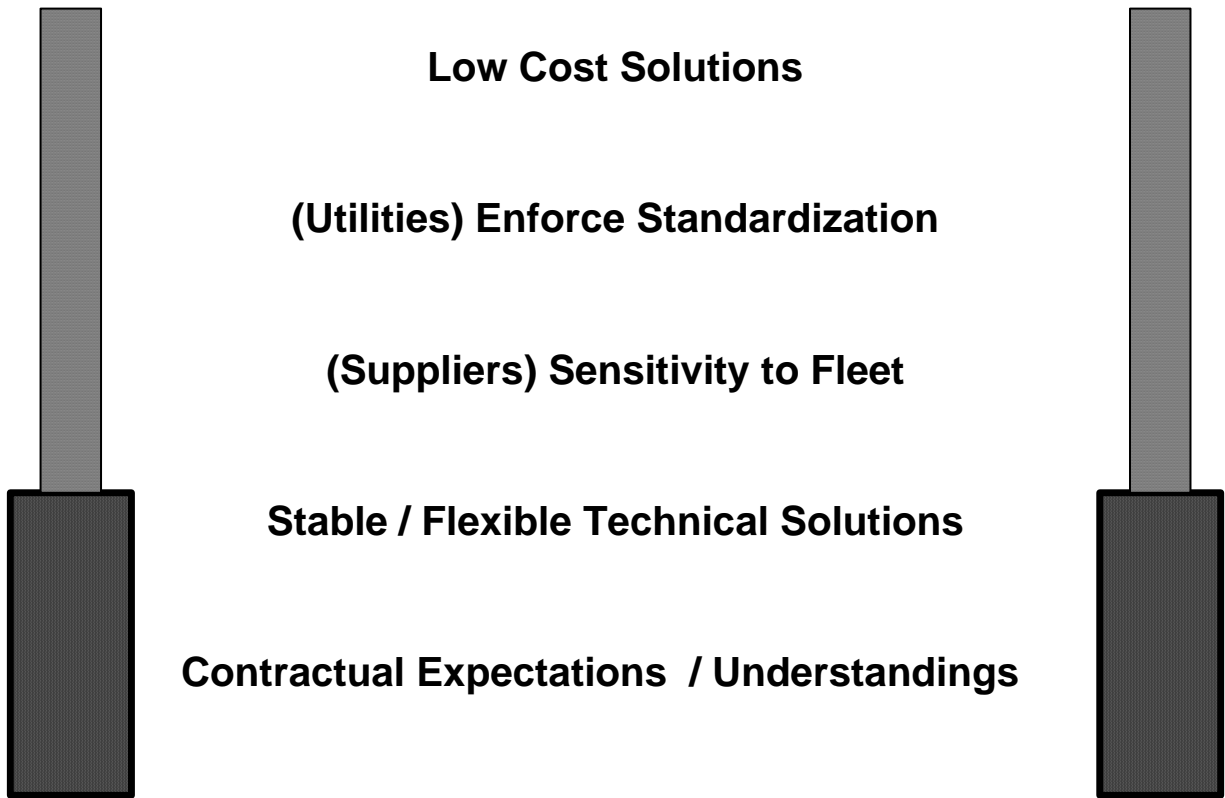 Low Cost Solutions
(Utilities) Enforce Standardization
(Suppliers) Sensitivity to Fleet
Stable / Flexible Technical Solutions
Contractual Expectations / Understandings